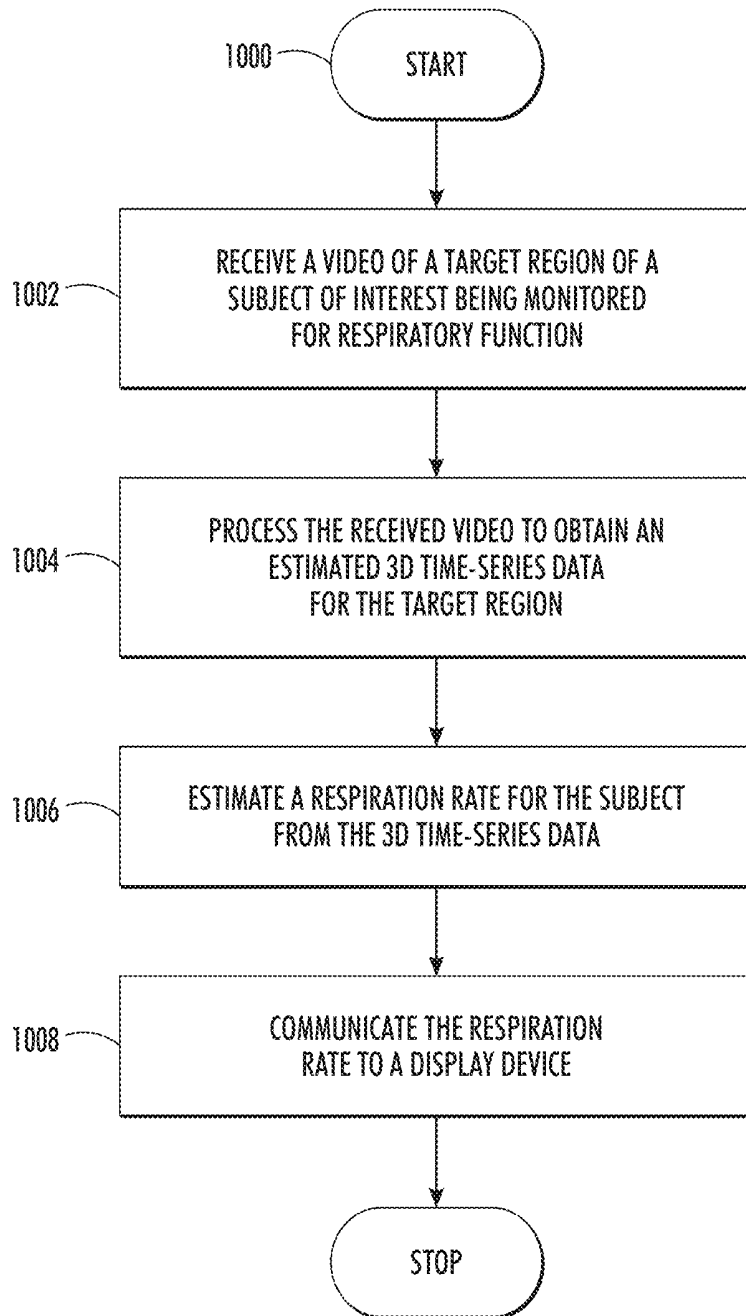 1000
START
1002
RECEIVE A VIDEO OF A TARGET REGION OF A
SUBJECT OF INTEREST BEING MONITORED
FOR RESPIRATORY FUNCTION
1004
PROCESS THE RECEIVED VIDEO TO OBTAIN AN
ESTIMATED 3D TIME-SERIES DATA
FOR THE TARGET REGION
1006
ESTIMATE A RESPIRATION RATE FOR THE SUBJECT
FROM THE 3D TIME-SERIES DATA
1008
COMMUNICATE THE RESPIRATION
RATE TO A DISPLAY DEVICE
STOP